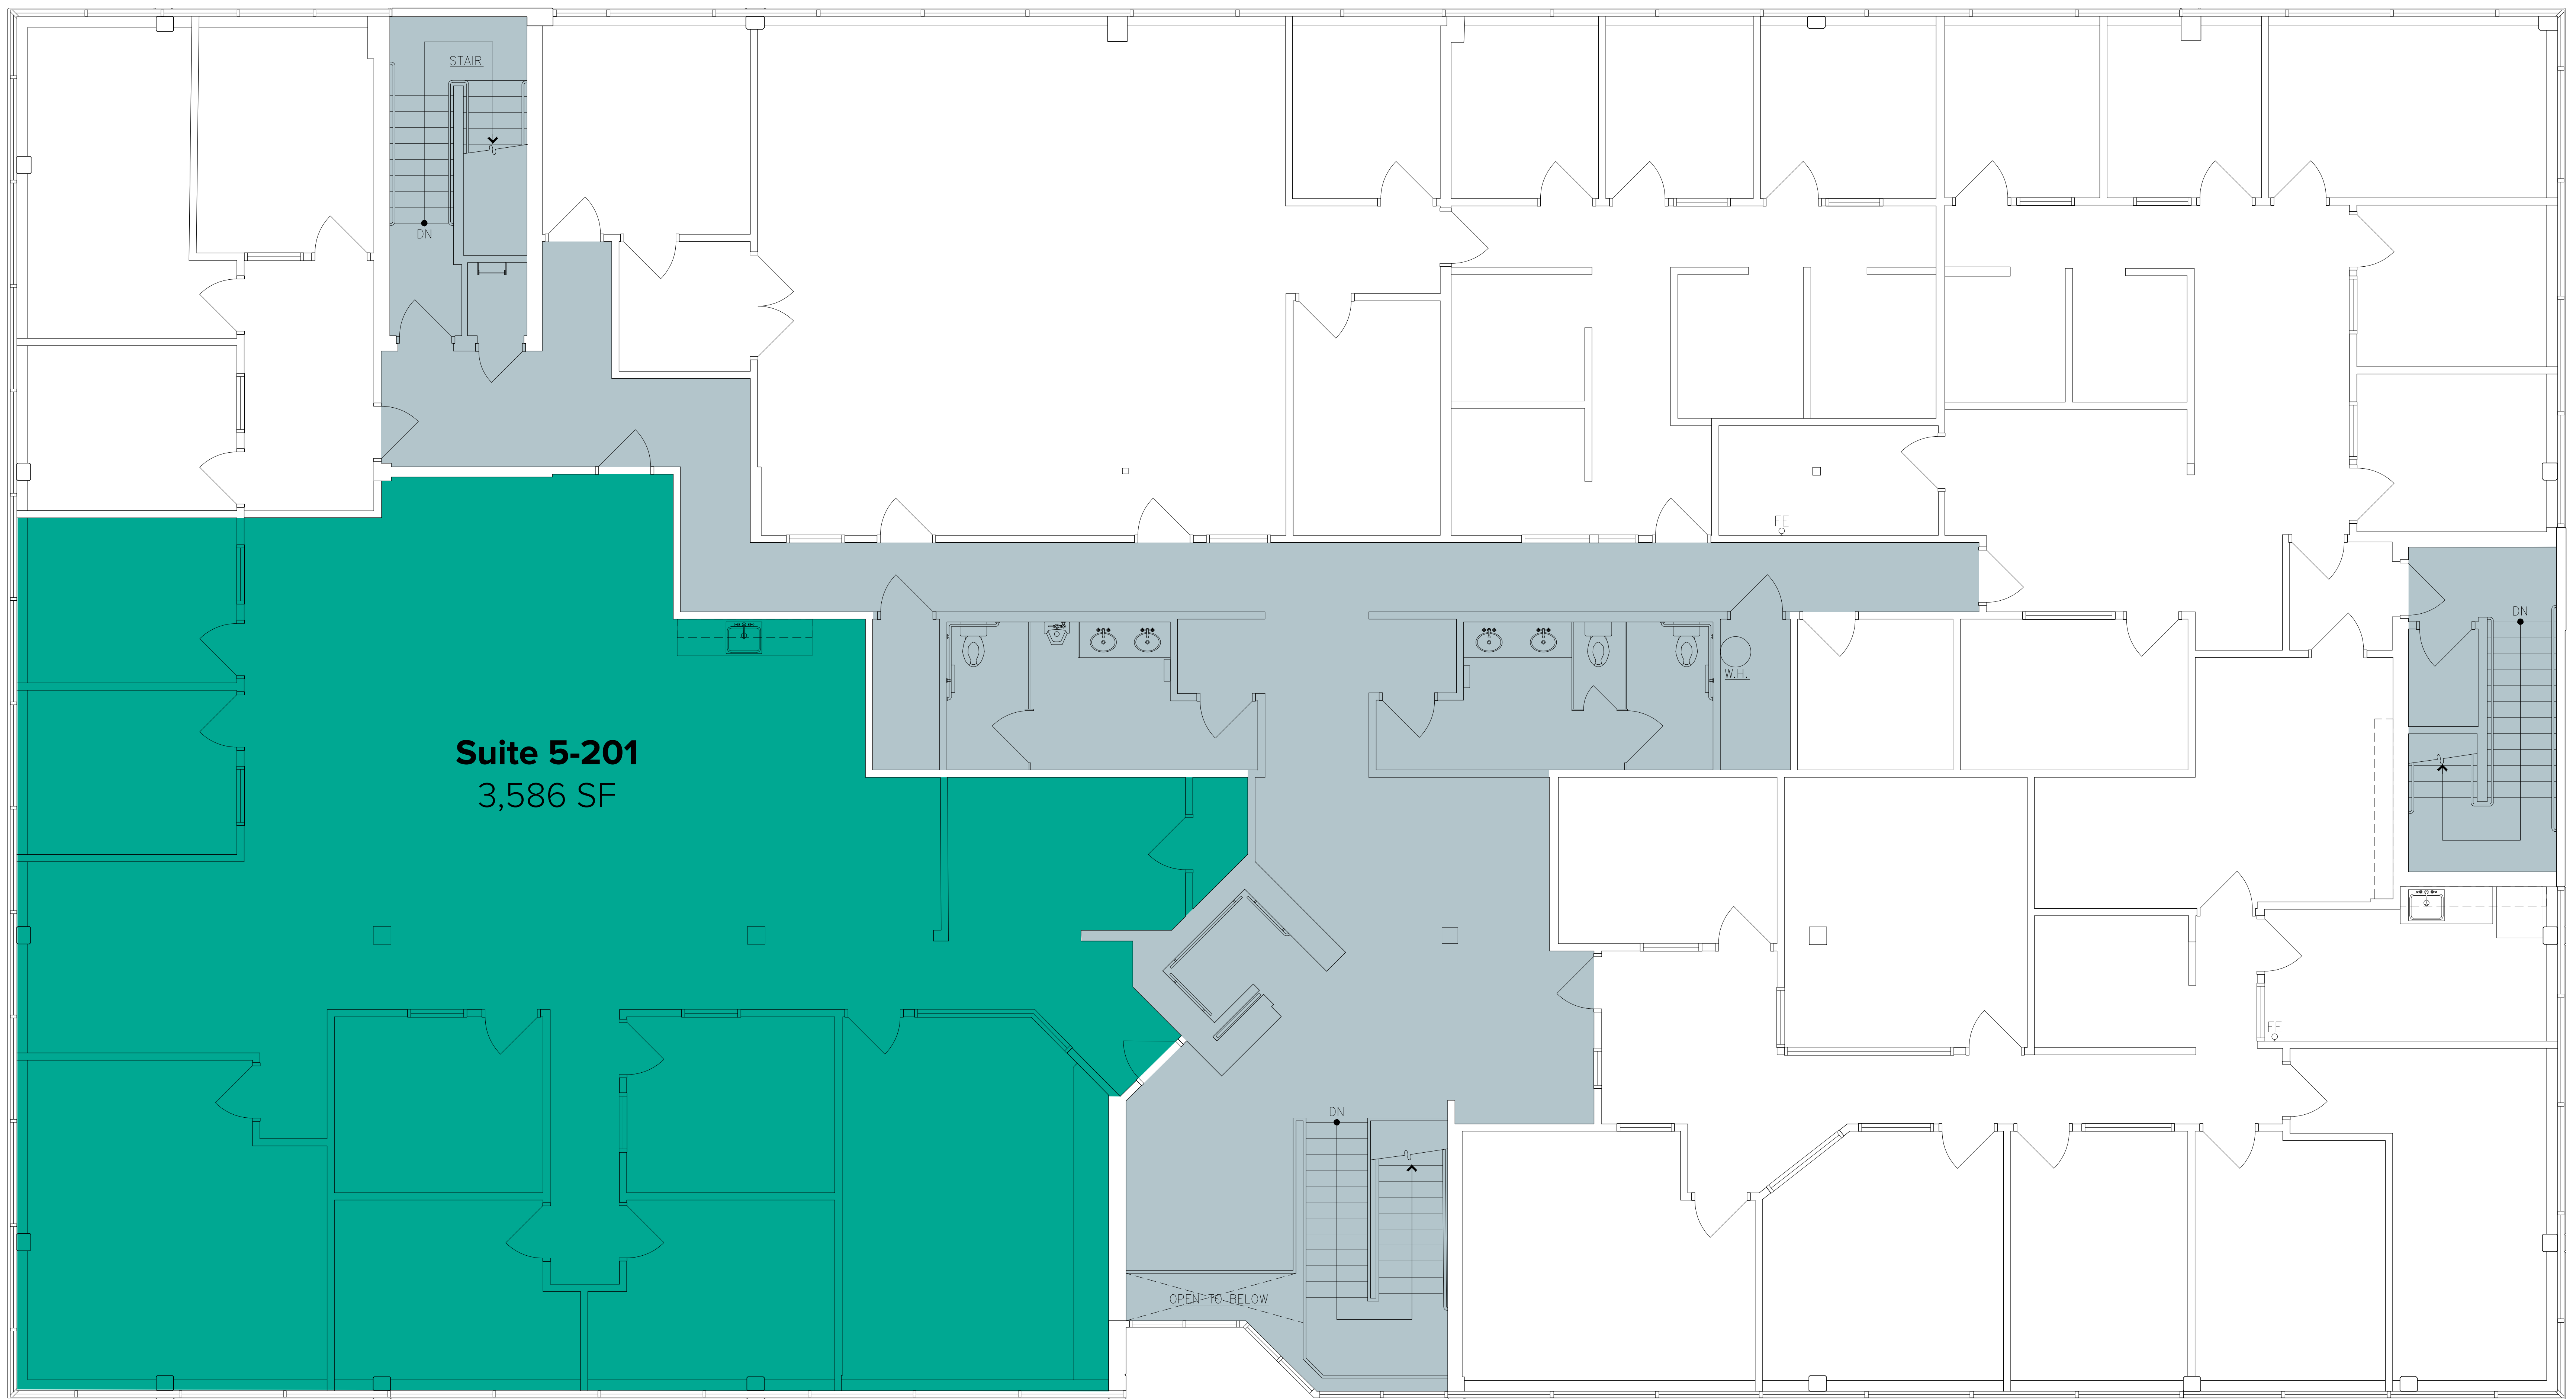 STAIR
DN
FE
DN
W.H.
Suite 5-201
3,586 SF
FE
DN
OPEN TO BELOW